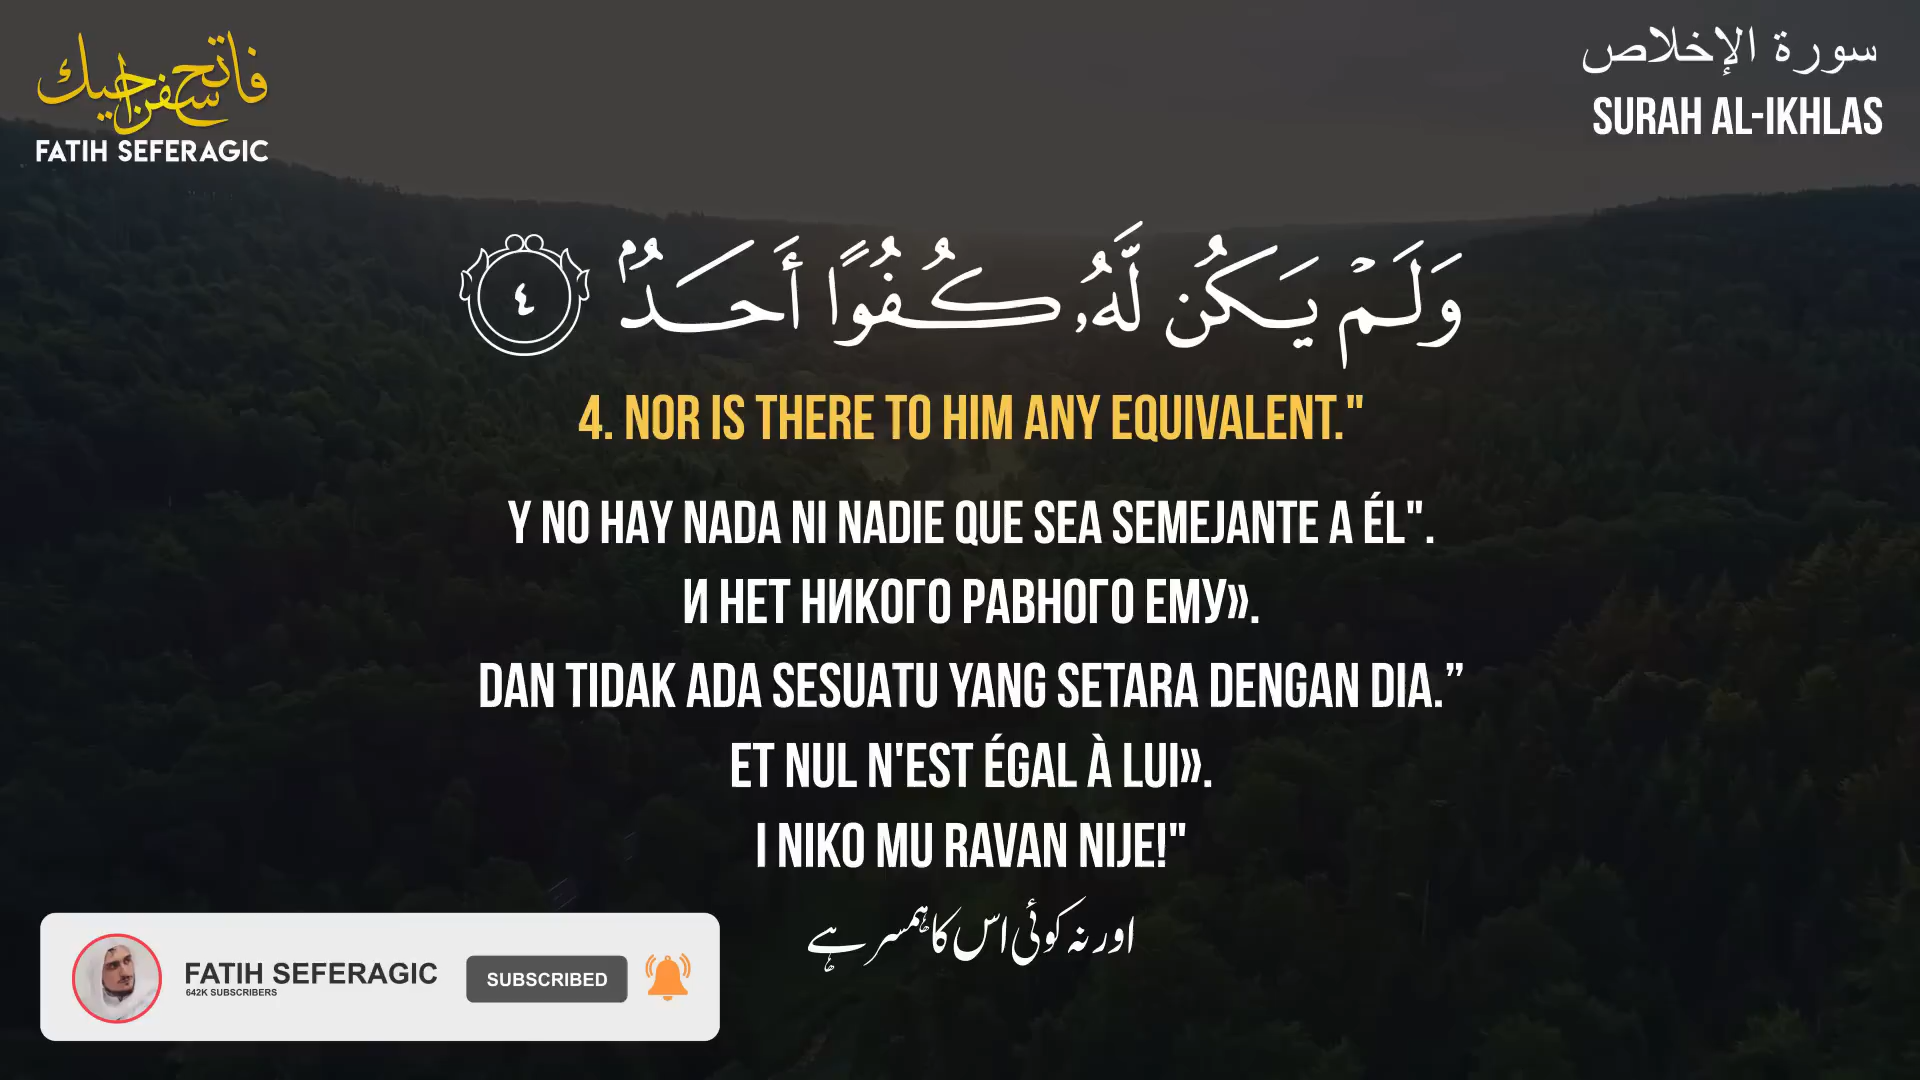 فاتح سفراجيك
FATIH SEFERAGIC
سورة الإخلاص
SURAH AL-IKHLAS
وَلَمْ يَكُن لَّهُۥ كُفُوًا أَحَدٌۢ ٤
4. NOR IS THERE TO HIM ANY EQUIVALENT."
Y NO HAY NADA NI NADIE QUE SEA SEMEJANTE A ÉL".
И НЕТ НИКОГО РАВНОГО ЕМУ».
DAN TIDAK ADA SESUATU YANG SETARA DENGAN DIA.”
ET NUL N'EST ÉGAL À LUI».
I NIKO MU RAVAN NIJE!"
اور نہ کوئی اس کا ہمسر ہے
FATIH SEFERAGIC
642K SUBSCRIBERS
SUBSCRIBED